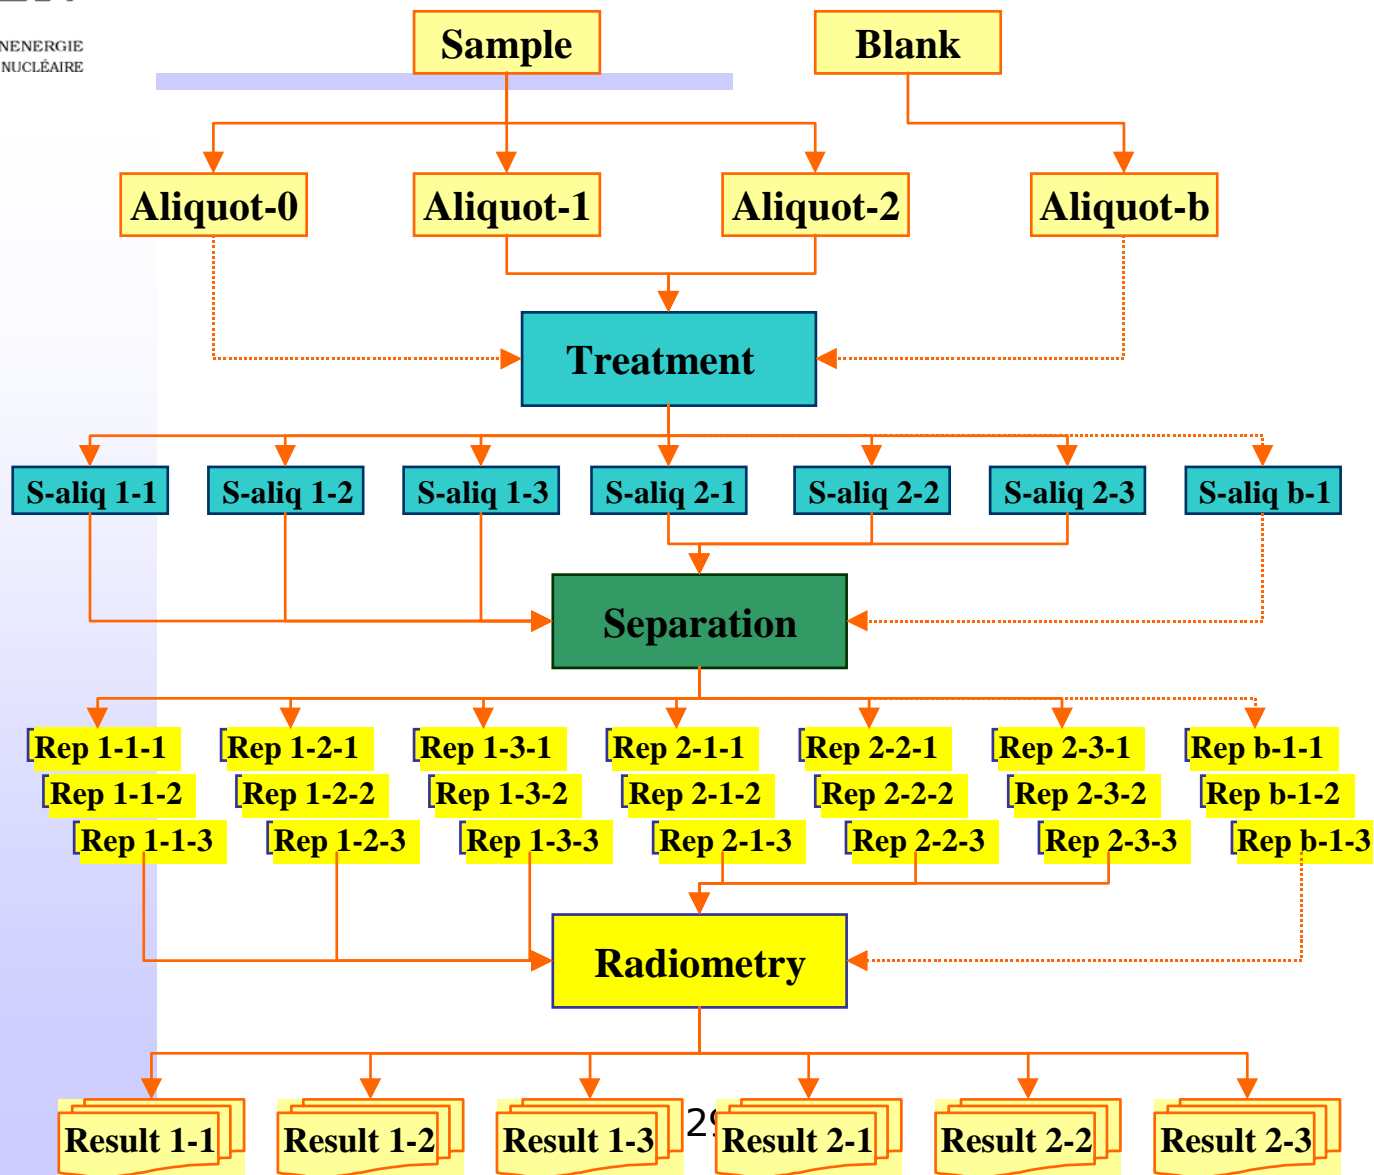 NENERGIE
NUCLÉAIRE
Sample
Blank
Aliquot-0
Aliquot-1
Aliquot-2
Aliquot-b
Treatment
S-aliq 1-1
S-aliq 1-2
S-aliq 1-3
S-aliq 2-1
S-aliq 2-2
S-aliq 2-3
S-aliq b-1
Separation
Rep 1-1-1
Rep 1-2-1
Rep 1-3-1
Rep 2-1-1
Rep 2-2-1
Rep 2-3-1
Rep b-1-1
Rep 1-1-2
Rep 1-2-2
Rep 1-3-2
Rep 2-1-2
Rep 2-2-2
Rep 2-3-2
Rep b-1-2
Rep 1-1-3
Rep 1-2-3
Rep 1-3-3
Rep 2-1-3
Rep 2-2-3
Rep 2-3-3
Rep b-1-3
Radiometry
Result 1-1
Result 1-2
Result 1-3
Result 2-1
Result 2-2
Result 2-3